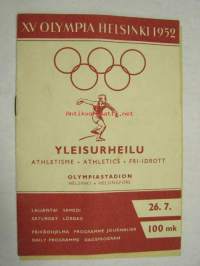 XV OLYMPIA HELSINKI 1952
YLEISURHEILU
ATHLETISME • ATHLETICS • FRI-IDROTT
OLYMPIASTADION
HELSINKI • HELSINGFORS
LAUANTAI SAMEDI
SATURDAY LÖRDAG
26. 7.
PÄIVÄOHJELMA PROGRAMME JOURNALIER
DAILY PROGRAMME DAGSPROGRAM
100 mk